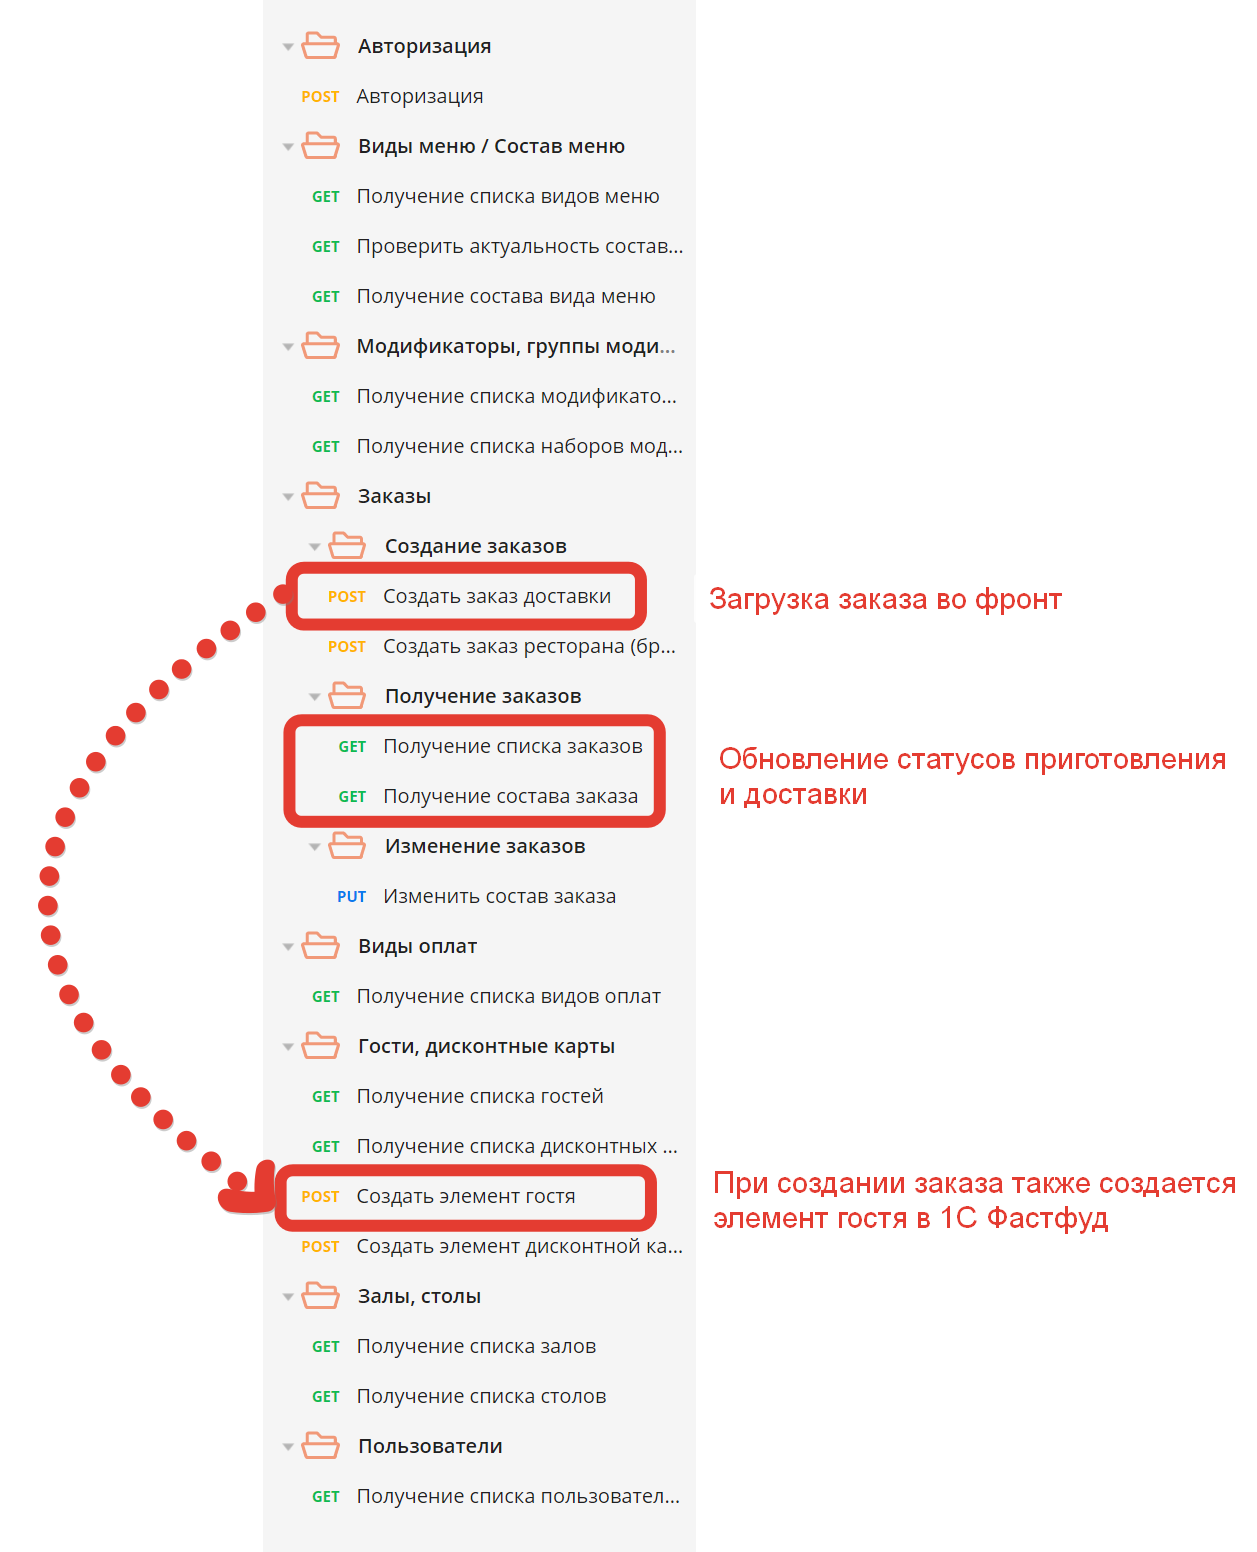 Авторизация
POST Авторизация
Виды меню / Состав меню
GET Получение списка видов меню
GET Проверить актуальность состав...
GET Получение состава вида меню
Модификаторы, группы моди...
GET Получение списка модификато...
GET Получение списка наборов мод...
Заказы
Создание заказов
POST Создать заказ доставки
Загрузка заказа во фронт
POST Создать заказ ресторана (бр...
Получение заказов
GET Получение списка заказов
GET Получение состава заказа
Обновление статусов приготовления
и доставки
Изменение заказов
PUT Изменить состав заказа
Виды оплат
GET Получение списка видов оплат
Гости, дисконтные карты
GET Получение списка гостей
GET Получение списка дисконтных ...
POST Создать элемент гостя
При создании заказа также создается
элемент гостя в 1С Фастфуд
POST Создать элемент дисконтной ка...
Залы, столы
GET Получение списка залов
GET Получение списка столов
Пользователи
GET Получение списка пользовател...